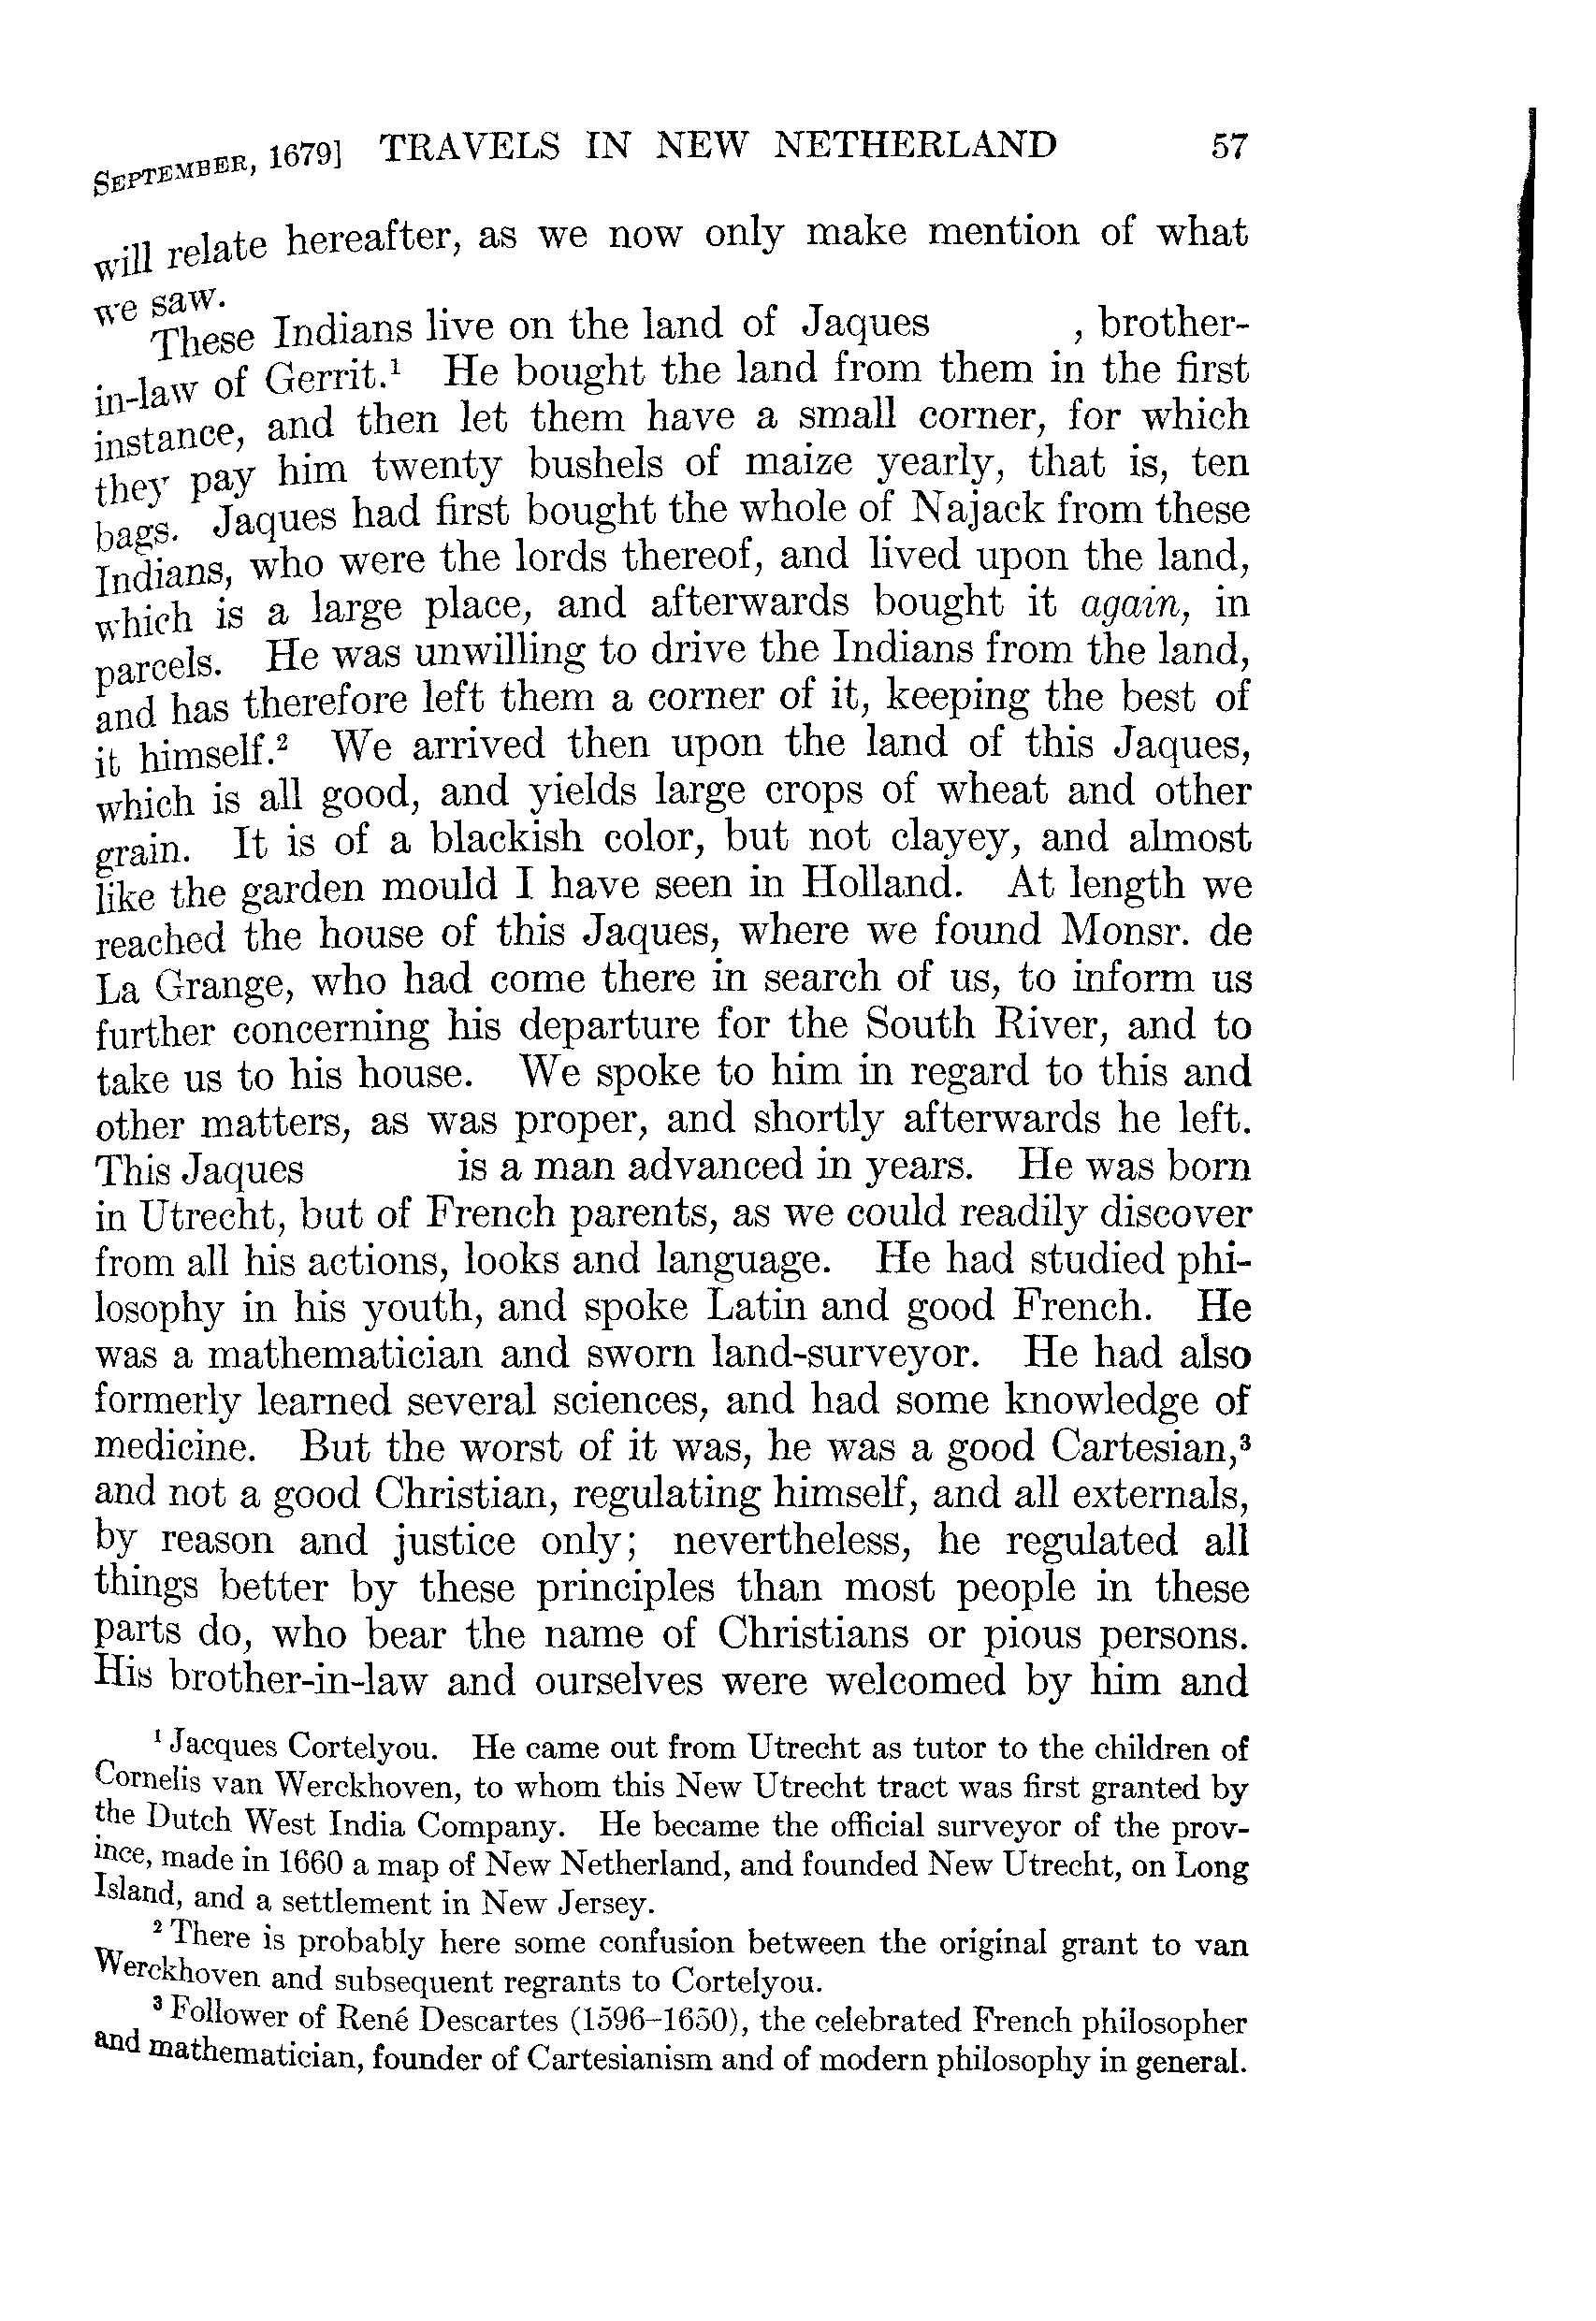 SEPTEMBER, 1679] TRAVELS IN NEW NETHERLAND 57
will relate hereafter, as we now only make mention of what
we saw.
These Indians live on the land of Jaques , brother-
in-law of Gerrit.¹ He bought the land from them in the first
instance, and then let them have a small corner, for which
they pay him twenty bushels of maize yearly, that is, ten
bags. Jaques had first bought the whole of Najack from these
Indians, who were the lords thereof, and lived upon the land,
which is a large place, and afterwards bought it again, in
parcels. He was unwilling to drive the Indians from the land,
and has therefore left them a corner of it, keeping the best of
it himself.² We arrived then upon the land of this Jaques,
which is all good, and yields large crops of wheat and other
grain. It is of a blackish color, but not clayey, and almost
like the garden mould I have seen in Holland. At length we
reached the house of this Jaques, where we found Monsr. de
La Grange, who had come there in search of us, to inform us
further concerning his departure for the South River, and to
take us to his house. We spoke to him in regard to this and
other matters, as was proper, and shortly afterwards he left.
This Jaques is a man advanced in years. He was born
in Utrecht, but of French parents, as we could readily discover
from all his actions, looks and language. He had studied phi-
losophy in his youth, and spoke Latin and good French. He
was a mathematician and sworn land-surveyor. He had also
formerly learned several sciences, and had some knowledge of
medicine. But the worst of it was, he was a good Cartesian,³
and not a good Christian, regulating himself, and all externals,
by reason and justice only; nevertheless, he regulated all
things better by these principles than most people in these
parts do, who bear the name of Christians or pious persons.
His brother-in-law and ourselves were welcomed by him and
¹ Jacques Cortelyou. He came out from Utrecht as tutor to the children of
Cornelis van Werckhoven, to whom this New Utrecht tract was first granted by
the Dutch West India Company. He became the official surveyor of the prov-
ince, made in 1660 a map of New Netherland, and founded New Utrecht, on Long
Island, and a settlement in New Jersey.
² There is probably here some confusion between the original grant to van
Werckhoven and subsequent regrants to Cortelyou.
³ Follower of René Descartes (1596–1650), the celebrated French philosopher
and mathematician, founder of Cartesianism and of modern philosophy in general.